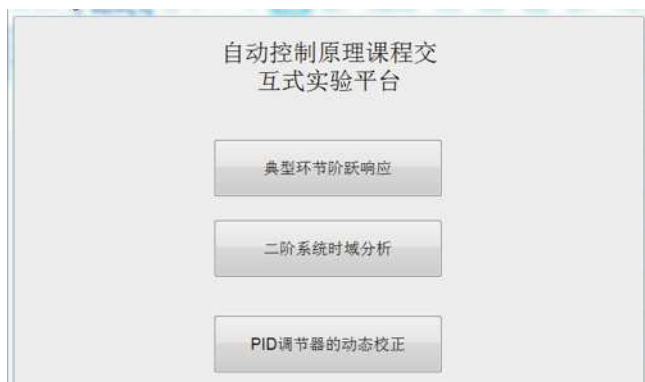 自动控制原理课程交
互式实验平台
典型环节阶跃响应
二阶系统时域分析
PID调节器的动态校正